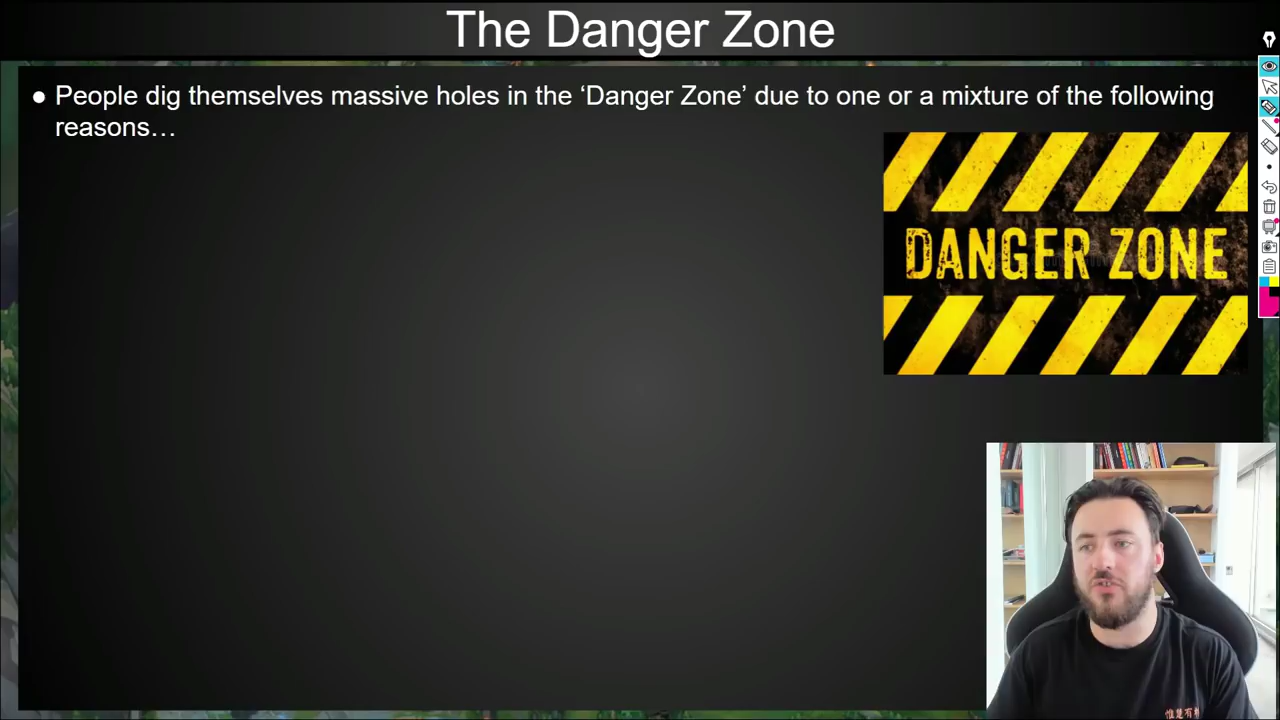 The Danger Zone
● People dig themselves massive holes in the ‘Danger Zone’ due to one or a mixture of the following
reasons…
DANGER ZONE